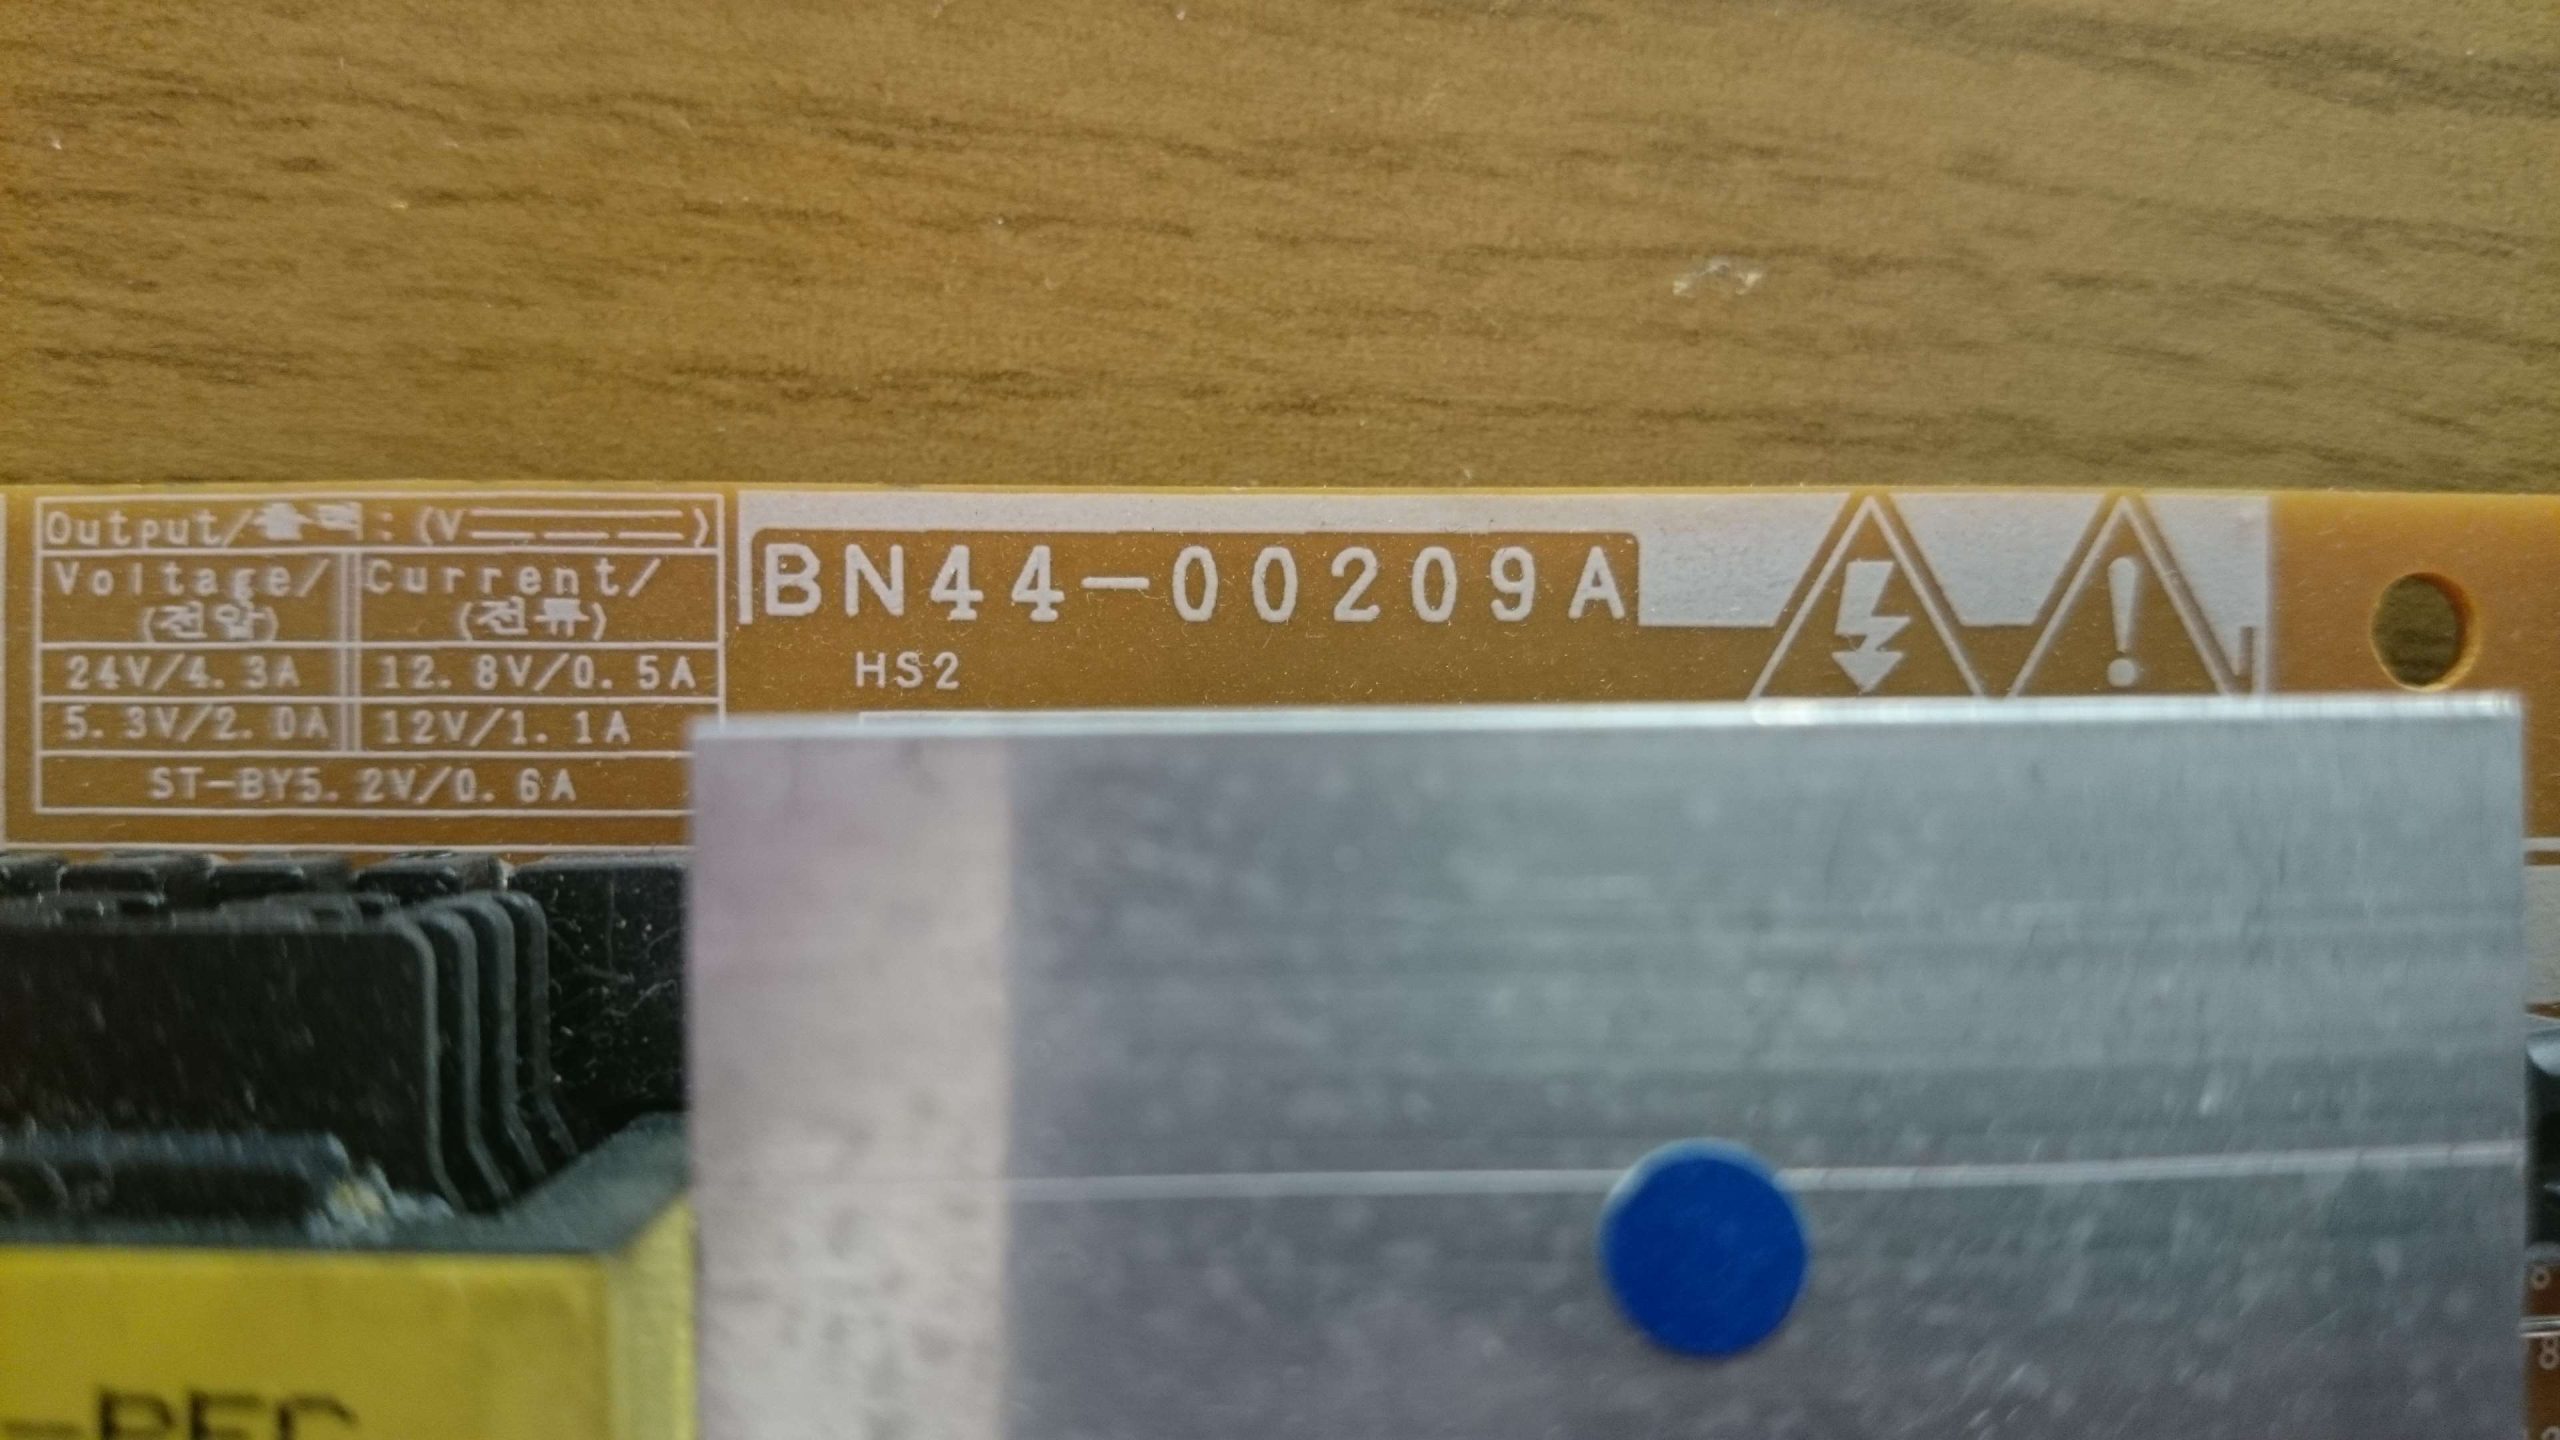 Output/출력:(V
Voltage/ Current/
(전압) (전류)
24V/4.3A 12.8V/0.5A
5.3V/2.0A 12V/1.1A
ST-BY5.2V/0.6A
BN44-00209A
HS2